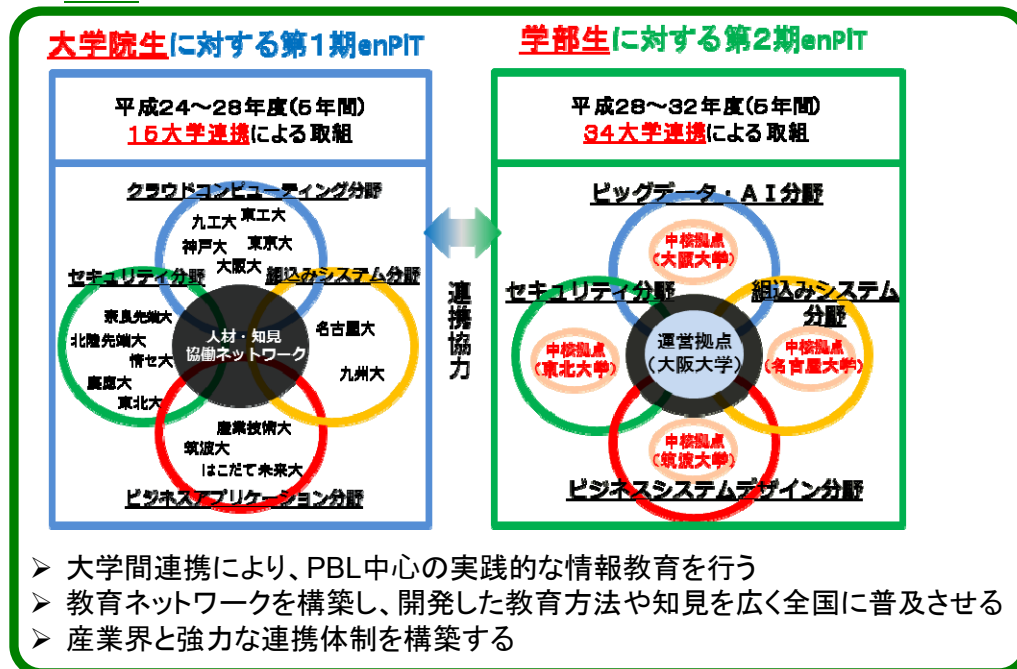 大学院生に対する第1期enPiT
平成24～28年度(5年間)
15大学連携による取組
クラウドコンピューティング分野
九工大
東工大
神戸大
東京大
大阪大
セキュリティ分野
組込みシステム分野
奈良先端大
北陸先端大
情セ大
慶應大
東北大
人材・知見
協働ネットワーク
名古屋大
九州大
産業技術大
筑波大
はこだて未来大
ビジネスアプリケーション分野
連携協力
学部生に対する第2期enPiT
平成28～32年度(5年間)
34大学連携による取組
ビッグデータ・AI分野
中核拠点
(大阪大学)
セキュリティ分野
組込みシステム
分野
中核拠点
(東北大学)
運営拠点
(大阪大学)
中核拠点
(名古屋大学)
中核拠点
(筑波大学)
ビジネスシステムデザイン分野
➢ 大学間連携により、PBL中心の実践的な情報教育を行う
➢ 教育ネットワークを構築し、開発した教育方法や知見を広く全国に普及させる
➢ 産業界と強力な連携体制を構築する